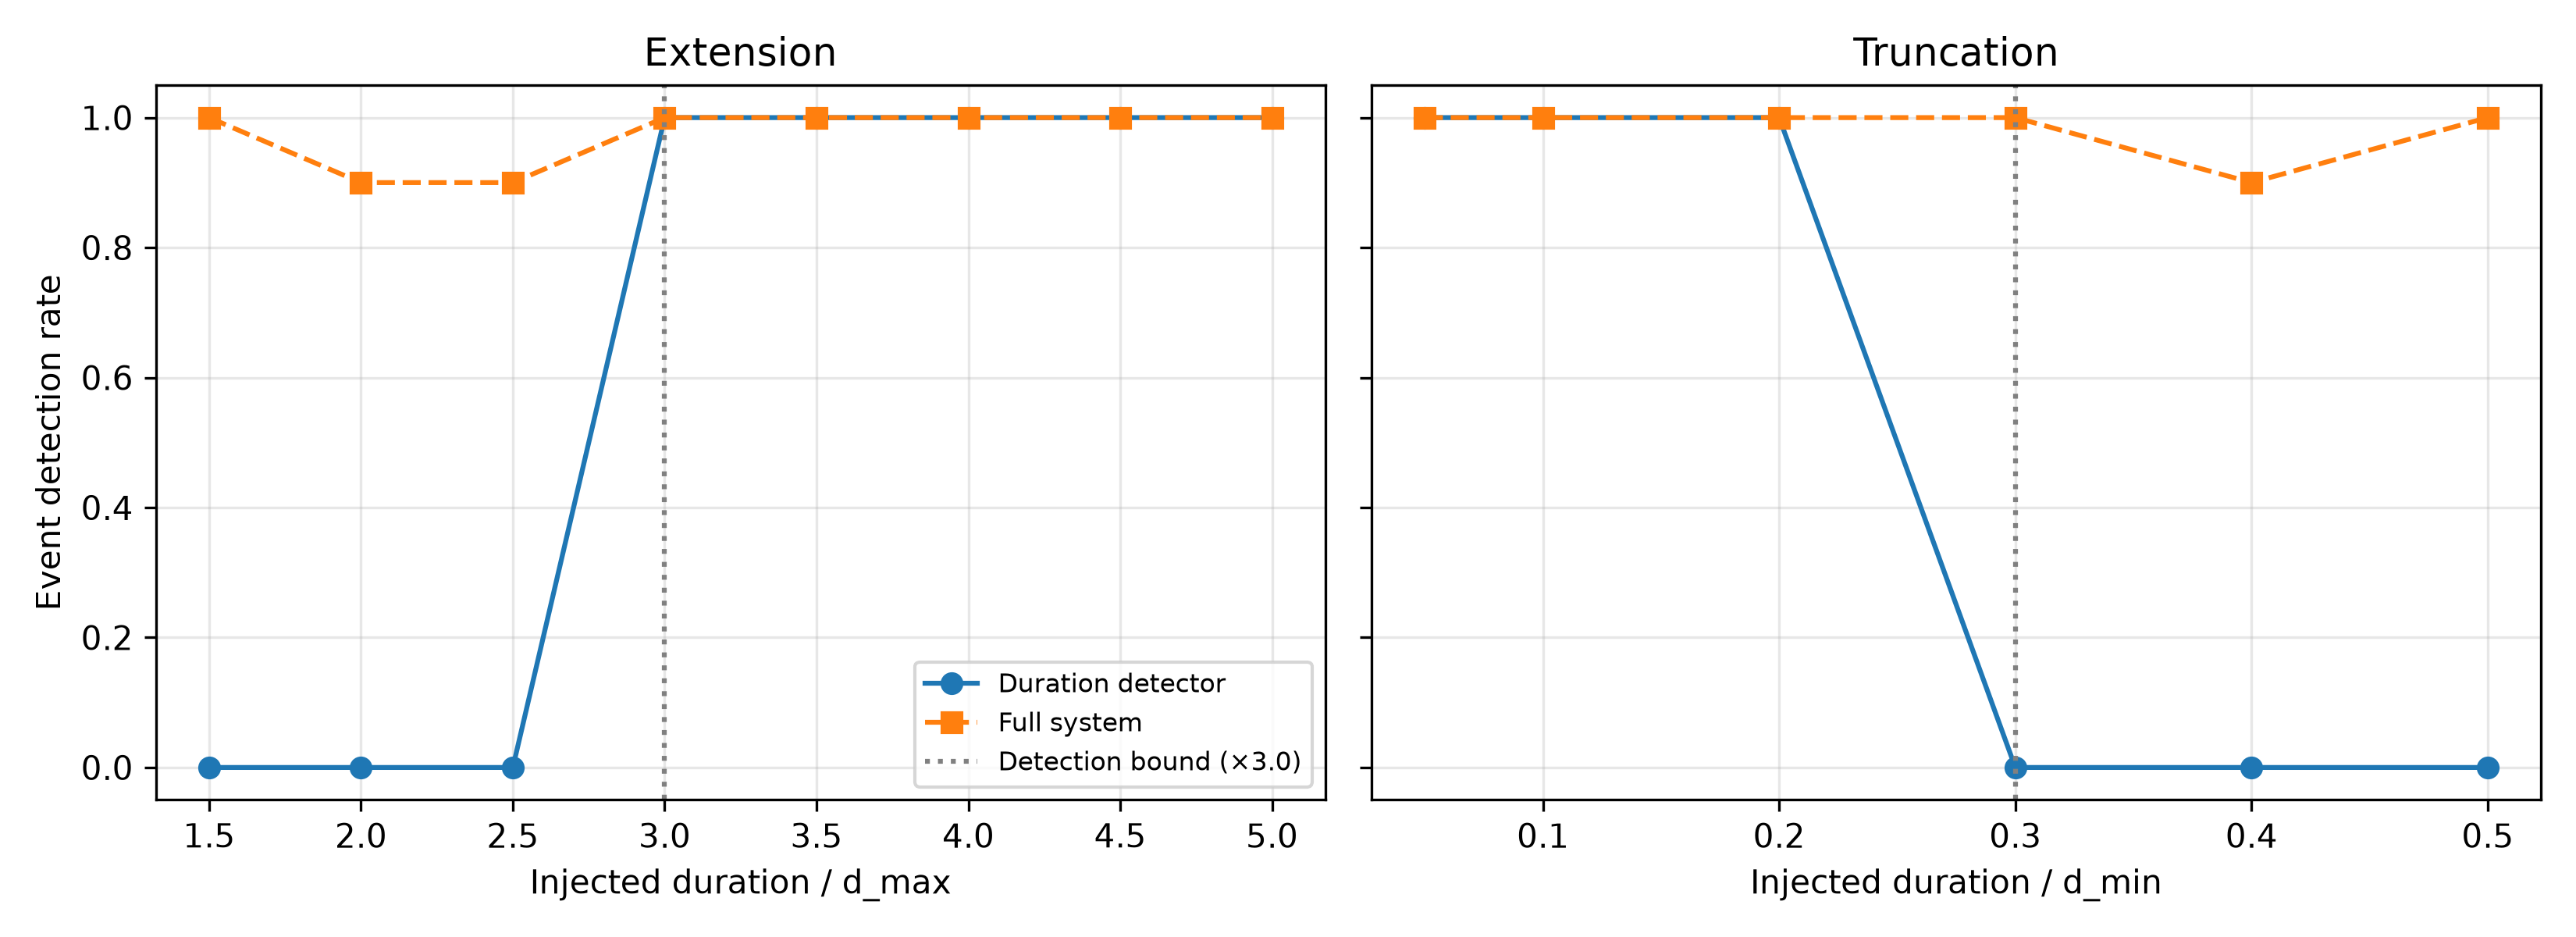 Extension
Truncation
Event detection rate
1.0
0.8
0.6
0.4
0.2
0.0
Duration detector
Full system
Detection bound (×3.0)
1.5 2.0 2.5 3.0 3.5 4.0 4.5 5.0
Injected duration / d_max
0.1 0.2 0.3 0.4 0.5
Injected duration / d_min